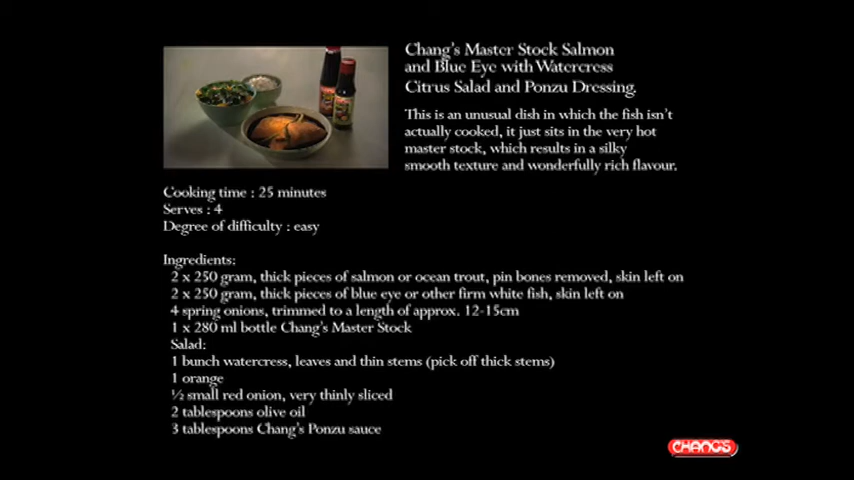 Chang's Master Stock Salmon
and Blue Eye with Watercress
Citrus Salad and Ponzu Dressing.
This is an unusual dish in which the fish isn't
actually cooked, it just sits in the very hot
master stock, which results in a silky
smooth texture and wonderfully rich flavour.
Cooking time : 25 minutes
Serves : 4
Degree of difficulty : easy
Ingredients:
2 x 250 gram, thick pieces of salmon or ocean trout, pin bones removed, skin left on
2 x 250 gram, thick pieces of blue eye or other firm white fish, skin left on
4 spring onions, trimmed to a length of approx. 12-15cm
1 x 280 ml bottle Chang's Master Stock
Salad:
1 bunch watercress, leaves and thin stems (pick off thick stems)
1 orange
½ small red onion, very thinly sliced
2 tablespoons olive oil
3 tablespoons Chang's Ponzu sauce
CHANG'S